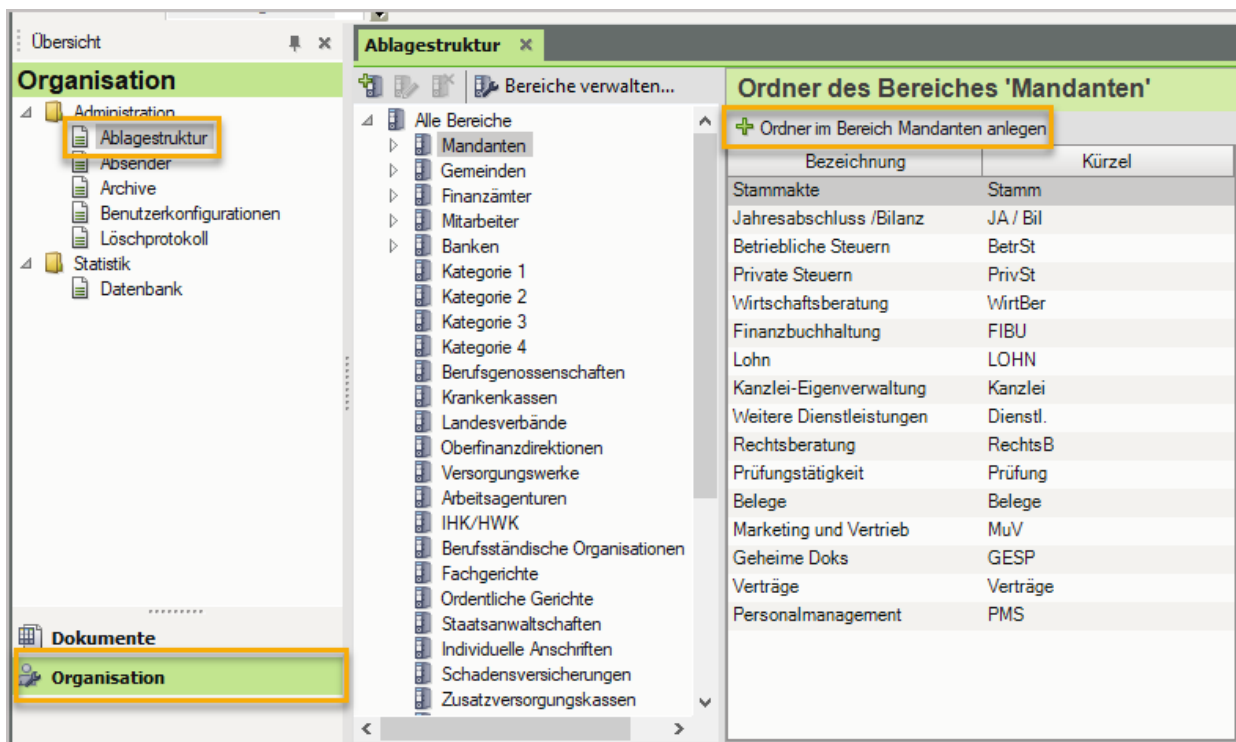 Übersicht
Organisation
Administration
Ablagestruktur
Absender
Archive
Benutzerkonfigurationen
Löschprotokoll
Statistik
Datenbank
Dokumente
Organisation
Ablagestruktur
Bereiche verwalten...
Alle Bereiche
Mandanten
Gemeinden
Finanzämter
Mitarbeiter
Banken
Kategorie 1
Kategorie 2
Kategorie 3
Kategorie 4
Berufsgenossenschaften
Krankenkassen
Landesverbände
Oberfinanzdirektionen
Versorgungswerke
Arbeitsagenturen
IHK/HWK
Berufsständische Organisationen
Fachgerichte
Ordentliche Gerichte
Staatsanwaltschaften
Individuelle Anschriften
Schadensversicherungen
Zusatzversorgungskassen
Ordner des Bereiches 'Mandanten'
Ordner im Bereich Mandanten anlegen
Bezeichnung Kürzel
Stammakte Stamm
Jahresabschluss /Bilanz JA / Bil
Betriebliche Steuern BetrSt
Private Steuern PrivSt
Wirtschaftsberatung WirtBer
Finanzbuchhaltung FIBU
Lohn LOHN
Kanzlei-Eigenverwaltung Kanzlei
Weitere Dienstleistungen Dienstl.
Rechtsberatung RechtsB
Prüfungstätigkeit Prüfung
Belege Belege
Marketing und Vertrieb MuV
Geheime Doks GESP
Verträge Verträge
Personalmanagement PMS